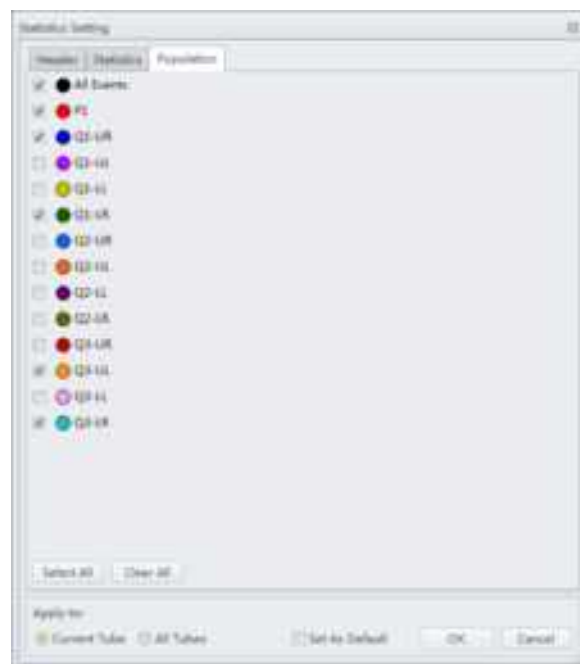 Statistics Setting
Header Statistics Population
All Events
P1
Q1-UR
Q1-UL
Q1-LL
Q1-LR
Q2-UR
Q2-UL
Q2-LL
Q2-LR
Q3-UR
Q3-UL
Q3-LL
Q3-LR
Select All Clear All
Apply to:
Current Tube All Tubes Set As Default OK Cancel